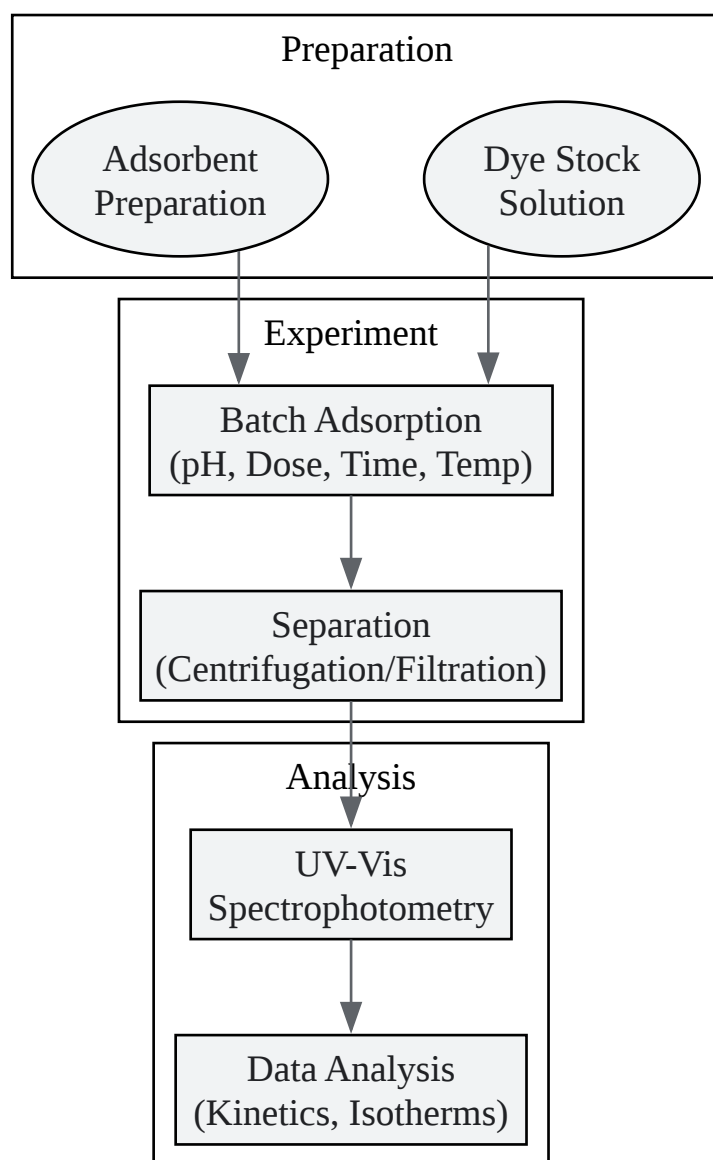 Preparation
Adsorbent
Preparation
Dye Stock
Solution
Experiment
Batch Adsorption
(pH, Dose, Time, Temp)
Separation
(Centrifugation/Filtration)
Analysis
UV-Vis
Spectrophotometry
Data Analysis
(Kinetics, Isotherms)